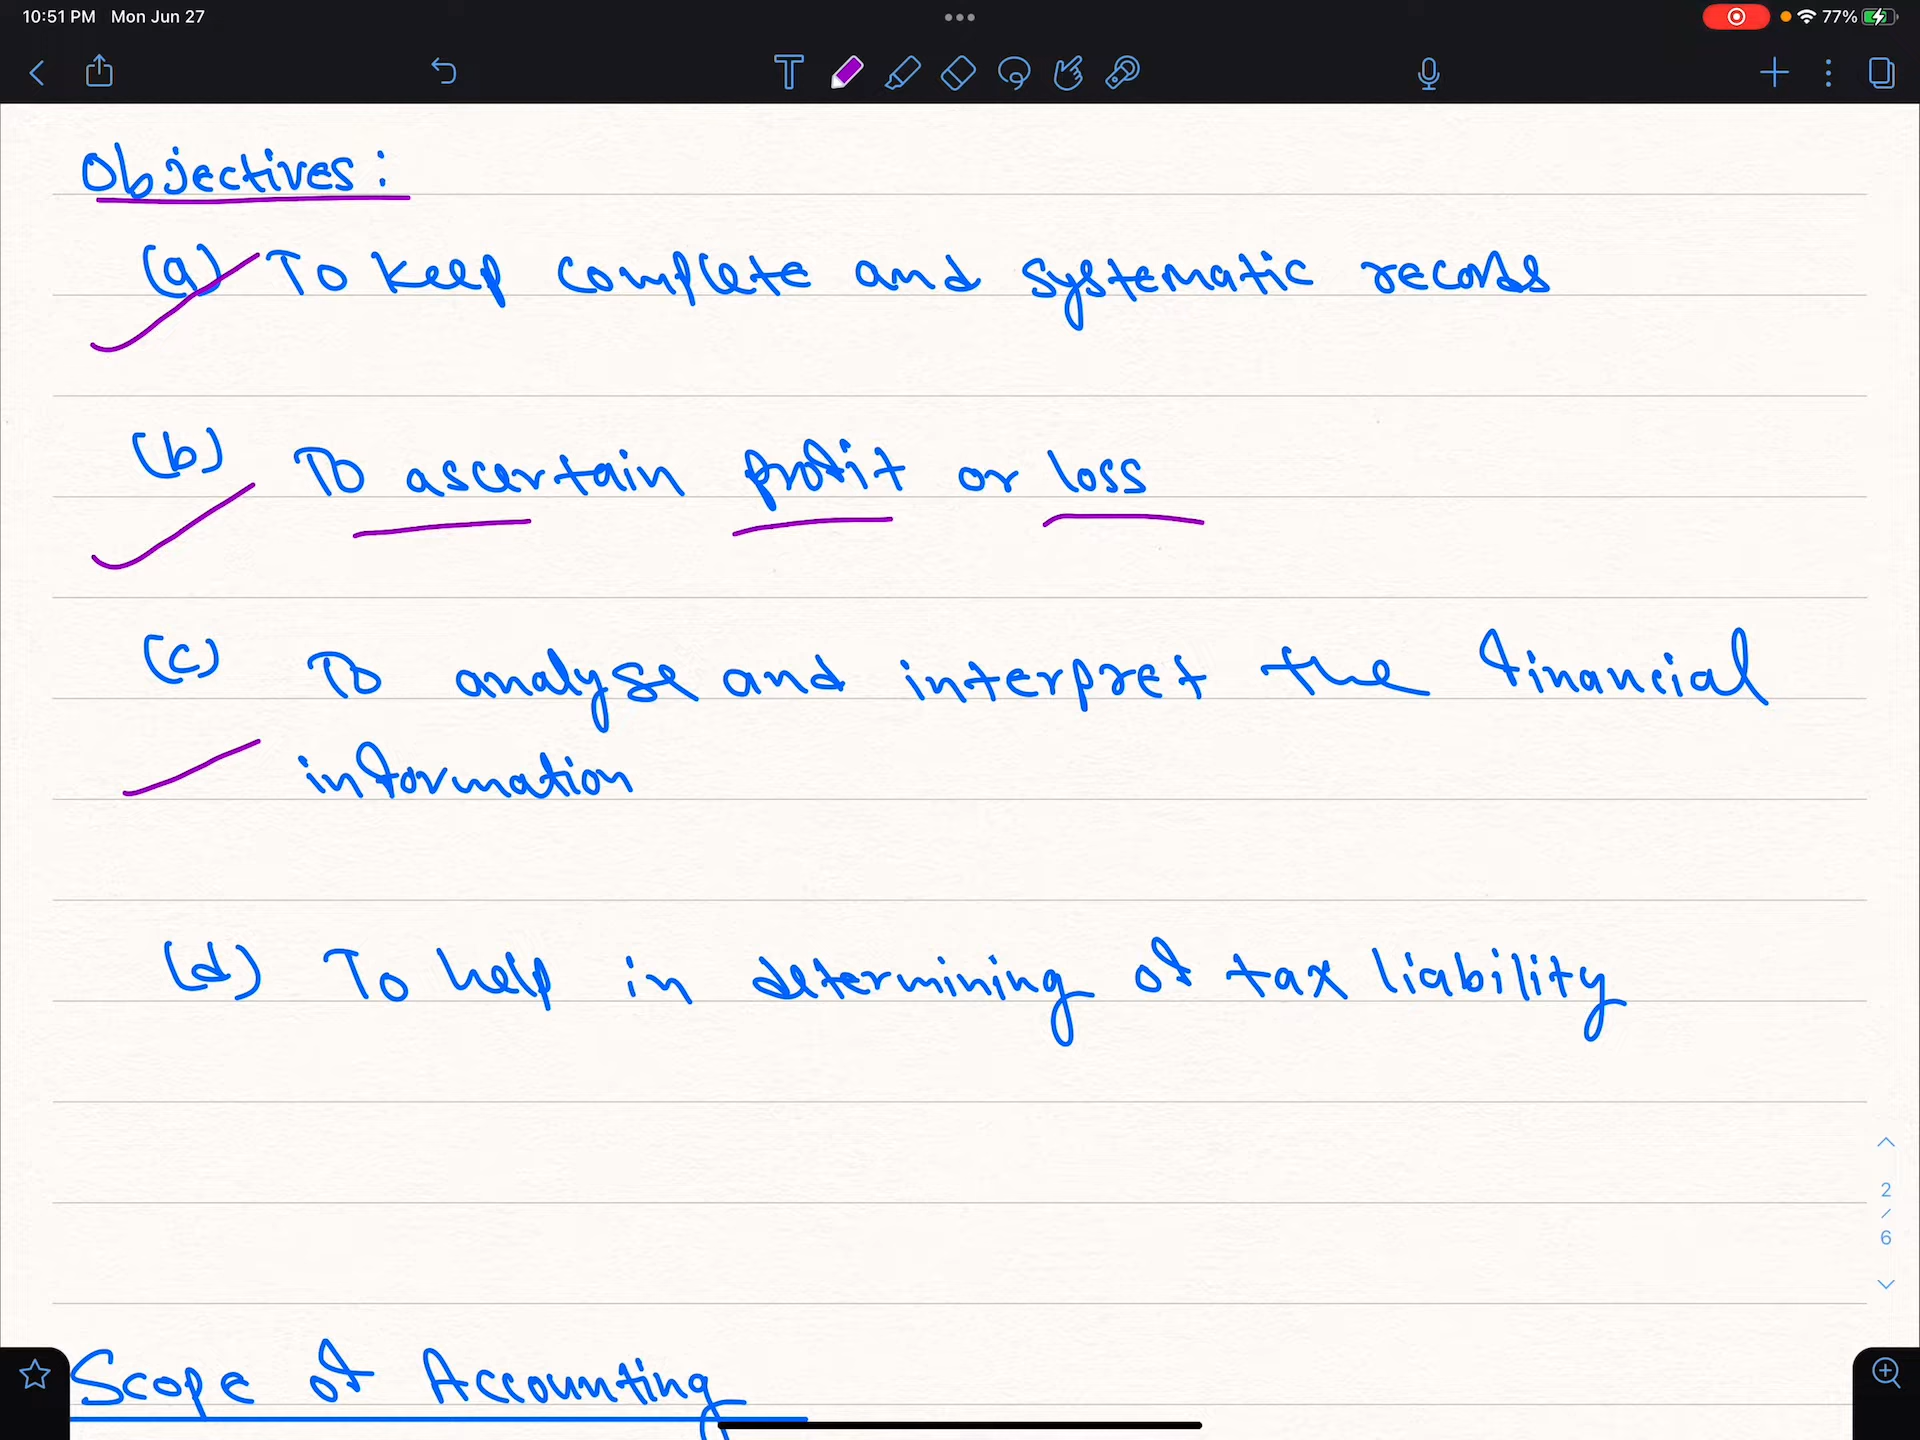 10:51 PM Mon Jun 27
77%
Objectives:
(a) To keep complete and systematic records
(b) To ascertain profit or loss
(c) To analyse and interpret the financial
information
(d) To help in determining of tax liability
2
/
6
Scope of Accounting